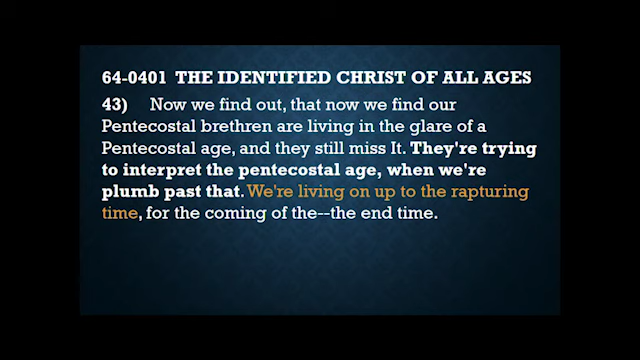 64-0401 THE IDENTIFIED CHRIST OF ALL AGES
43) Now we find out, that now we find our
Pentecostal brethren are living in the glare of a
Pentecostal age, and they still miss It. They're trying
to interpret the pentecostal age, when we're
plumb past that. We're living on up to the rapturing
time, for the coming of the--the end time.